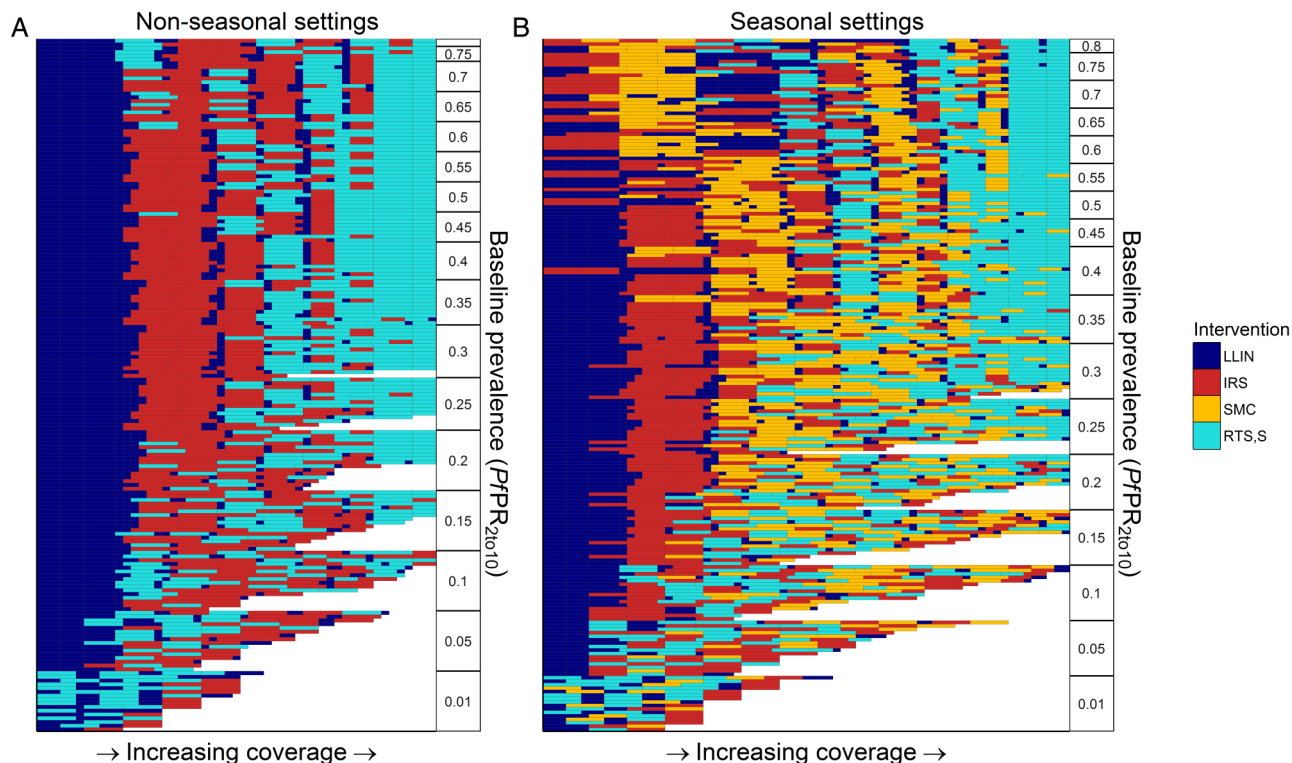 A
Non-seasonal settings
0.75
0.7
0.65
0.6
0.55
0.5
0.45
0.4
0.35
0.3
0.25
0.2
0.15
0.1
0.05
0.01
Baseline prevalence (PfPR2to10)
→ Increasing coverage →
B
Seasonal settings
0.8
0.75
0.7
0.65
0.6
0.55
0.5
0.45
0.4
0.35
0.3
0.25
0.2
0.15
0.1
0.05
0.01
Baseline prevalence (PfPR2to10)
→ Increasing coverage →
Intervention
LLIN
IRS
SMC
RTS,S